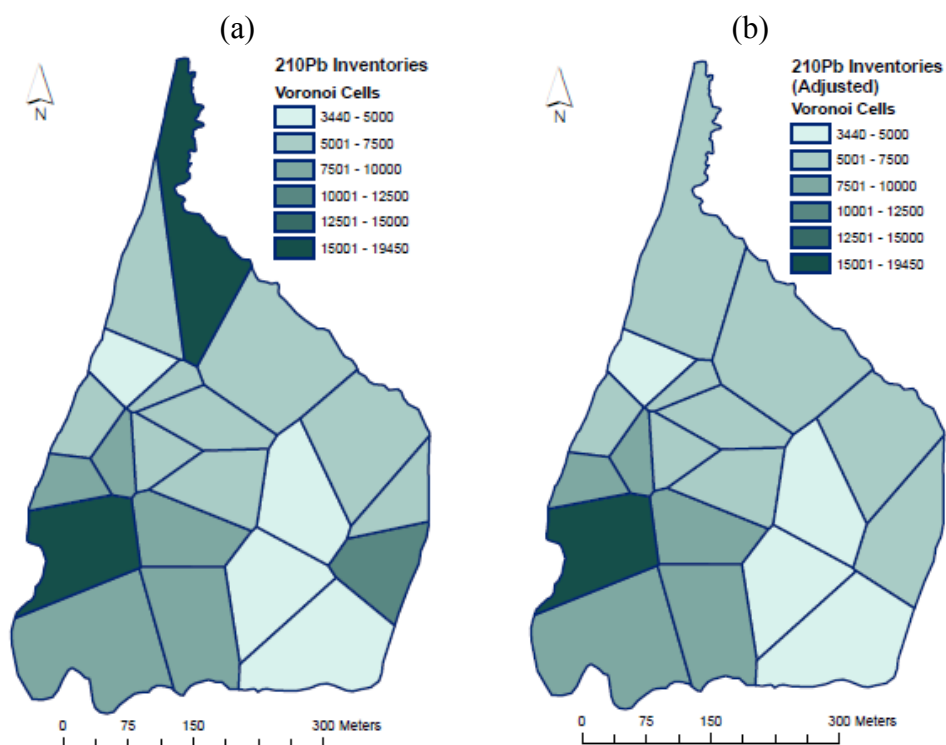 (a)
210Pb Inventories
Voronoi Cells
3440 - 5000
5001 - 7500
7501 - 10000
10001 - 12500
12501 - 15000
15001 - 19450
N
0 75 150 300 Meters
(b)
210Pb Inventories
(Adjusted)
Voronoi Cells
3440 - 5000
5001 - 7500
7501 - 10000
10001 - 12500
12501 - 15000
15001 - 19450
N
0 75 150 300 Meters